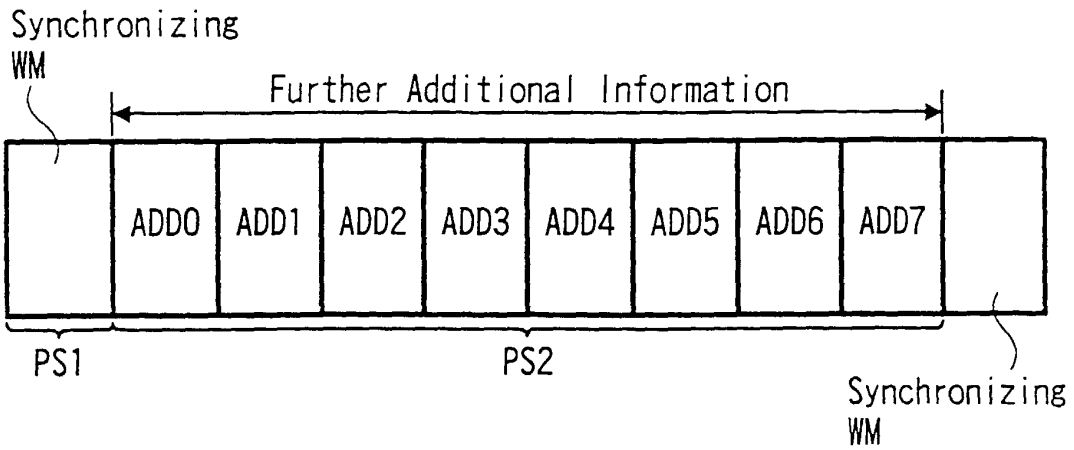 Synchronizing
WM
Further Additional Information
ADD0 ADD1 ADD2 ADD3 ADD4 ADD5 ADD6 ADD7
PS1 PS2
Synchronizing
WM